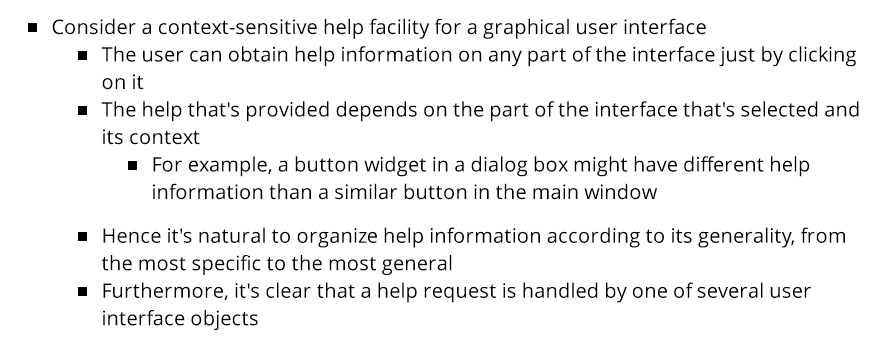 Consider a context-sensitive help facility for a graphical user interface
The user can obtain help information on any part of the interface just by clicking
on it
The help that's provided depends on the part of the interface that's selected and
its context
For example, a button widget in a dialog box might have different help
information than a similar button in the main window
Hence it's natural to organize help information according to its generality, from
the most specific to the most general
Furthermore, it's clear that a help request is handled by one of several user
interface objects